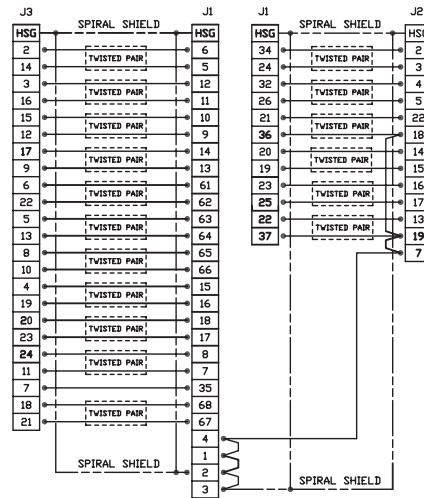 J3 J1 J1 J2
SPIRAL SHIELD SPIRAL SHIELD
HSG HSG HSG HSG
2 TWISTED PAIR 6 34 TWISTED PAIR 2
14 5 24 3
3 TWISTED PAIR 12 32 TWISTED PAIR 4
16 11 26 5
15 TWISTED PAIR 10 21 TWISTED PAIR 22
12 9 36 18
17 TWISTED PAIR 14 20 TWISTED PAIR 14
9 13 19 15
6 TWISTED PAIR 61 23 TWISTED PAIR 16
22 62 25 17
5 TWISTED PAIR 63 22 TWISTED PAIR 13
13 64 37 19
8 TWISTED PAIR 65 7
10 66
4 TWISTED PAIR 15
19 16
20 TWISTED PAIR 18
23 17
24 TWISTED PAIR 8
11 7
7 35
18 TWISTED PAIR 68
21 67
4
1
SPIRAL SHIELD 2
3 SPIRAL SHIELD